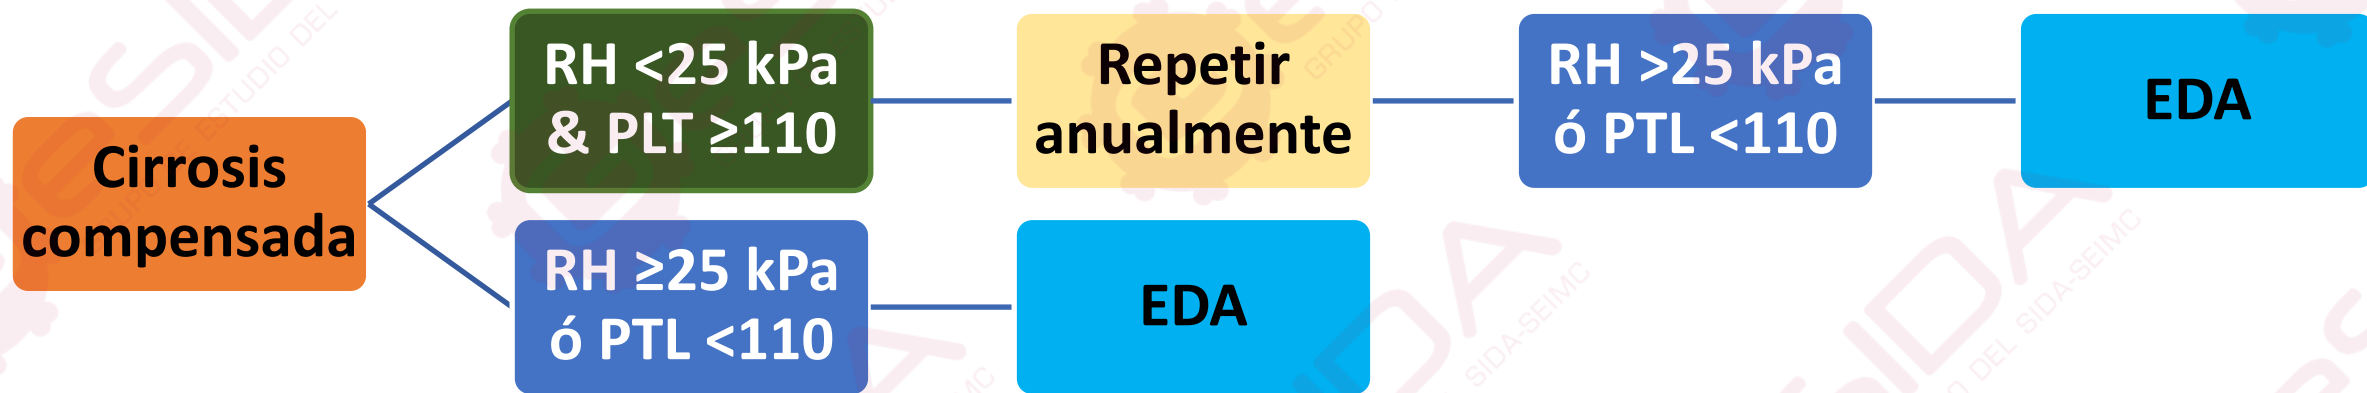 Cirrosis
compensada
RH <25 kPa
& PLT ≥110
Repetir
anualmente
RH >25 kPa
ó PTL <110
EDA
RH ≥25 kPa
ó PTL <110
EDA